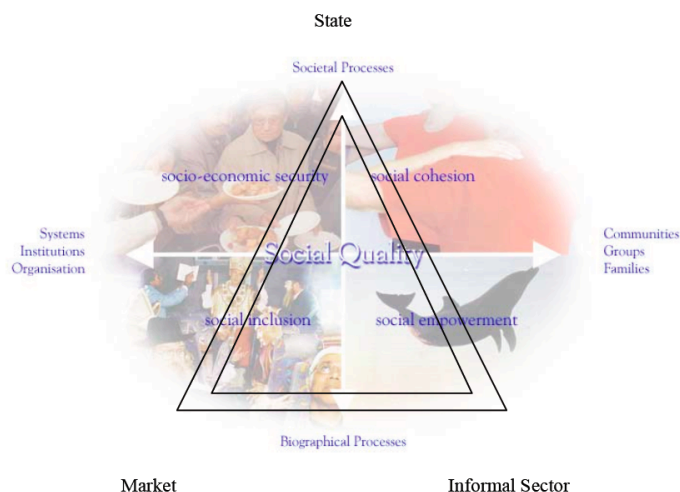 State
Societal Processes
socio-economic security
social cohesion
Systems
Institutions
Organisation
Social Quality
Communities
Groups
Families
social inclusion
social empowerment
Biographical Processes
Market
Informal Sector